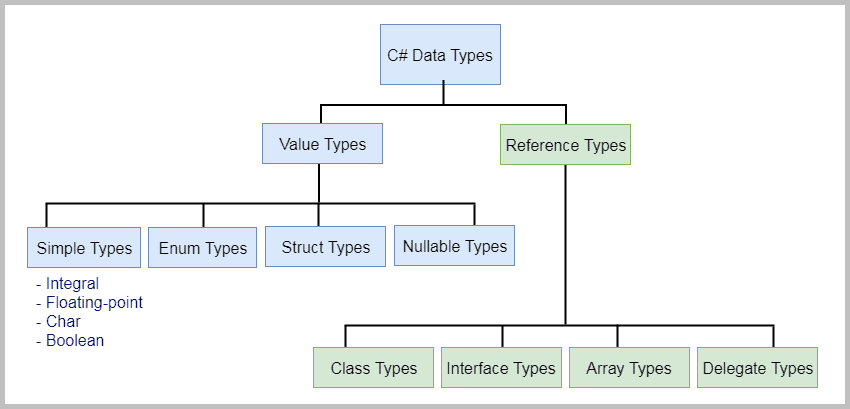 C# Data Types
Value Types
Reference Types
Simple Types
Enum Types
Struct Types
Nullable Types
- Integral
- Floating-point
- Char
- Boolean
Class Types
Interface Types
Array Types
Delegate Types